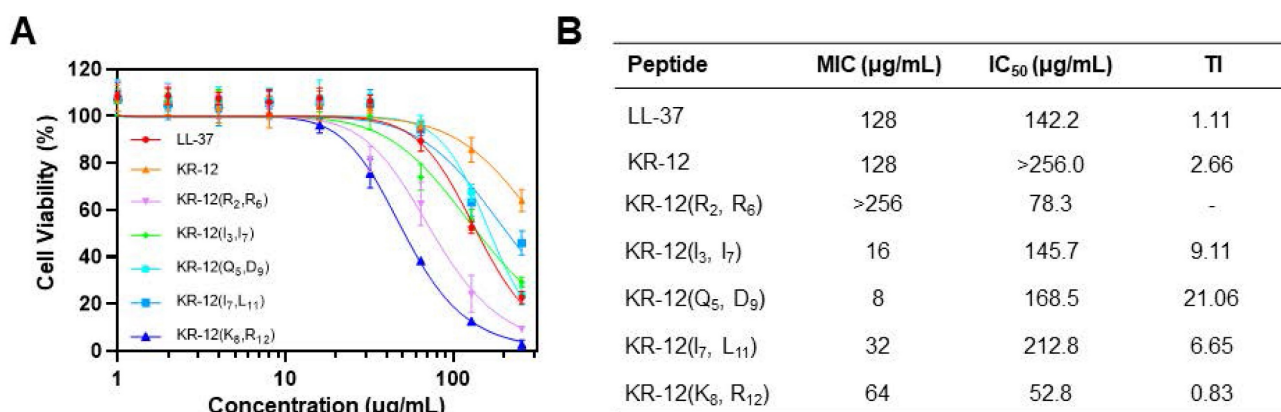 A
120
100
80
60
40
20
0
Cell Viability (%)
LL-37
KR-12
KR-12(R₂,R₆)
KR-12(I₃,I₇)
KR-12(Q₅,D₉)
KR-12(I₇,L₁₁)
KR-12(K₈,R₁₂)
1 10 100
Concentration (μg/mL)
B
Peptide MIC (μg/mL) IC₅₀ (μg/mL) TI
LL-37 128 142.2 1.11
KR-12 128 >256.0 2.66
KR-12(R₂, R₆) >256 78.3 -
KR-12(I₃, I₇) 16 145.7 9.11
KR-12(Q₅, D₉) 8 168.5 21.06
KR-12(I₇, L₁₁) 32 212.8 6.65
KR-12(K₈, R₁₂) 64 52.8 0.83